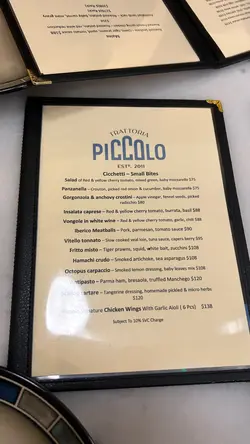 TRATTORIA
PICCOLO
EST. 2011
Cicchetti – Small Bites
Salad of Red & yellow cherry tomato, mixed green, baby mozzarella $75
Panzanella – Crouton, picked red onion & cucumber, baby mozzarella $75
Gorgonzola & anchovy crostini – apple vinegar, fennel seeds, picked
radicchio $80
Insalata caprese – Red & yellow cherry tomato, burrata, basil $88
Vongole in white wine – Red & yellow cherry tomato, garlic, chili $88
Iberico Meatballs – Pork, parmesan, tomato sauce $90
Vitello tonnato – Slow cooked veal loin, tuna sauce, capers berry $95
Fritto misto – Tiger prawns, squid, white bait, zucchini $108
Hamachi crudo – Smoked artichoke, sea asparagus $108
Octopus carpaccio – Smoked lemon dressing, baby leaves mix $108
tipasto – Parma ham, bresaola, truffled Manchego $120
tartare – Tangerine dressing, homemade pickled & micro herbs
$120
nature Chicken Wings With Garlic Aioli ( 6 Pcs) $138
Subject To 10% SVC Charge